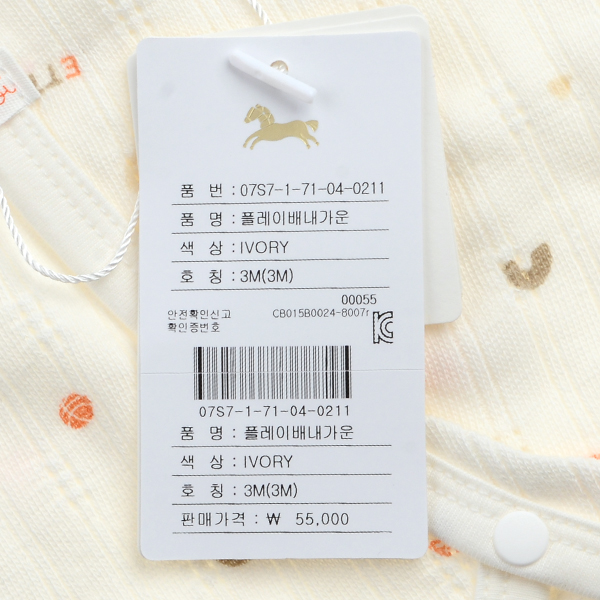 품 번 : 07S7-1-71-04-0211
품 명 : 플레이배내가운
색 상 : IVORY
호 칭 : 3M(3M)
00055
안전확인신고 CB015B0024-8007r
확인증번호
07S7-1-71-04-0211
품 명 : 플레이배내가운
색 상 : IVORY
호 칭 : 3M(3M)
판매가격 : ₩ 55,000